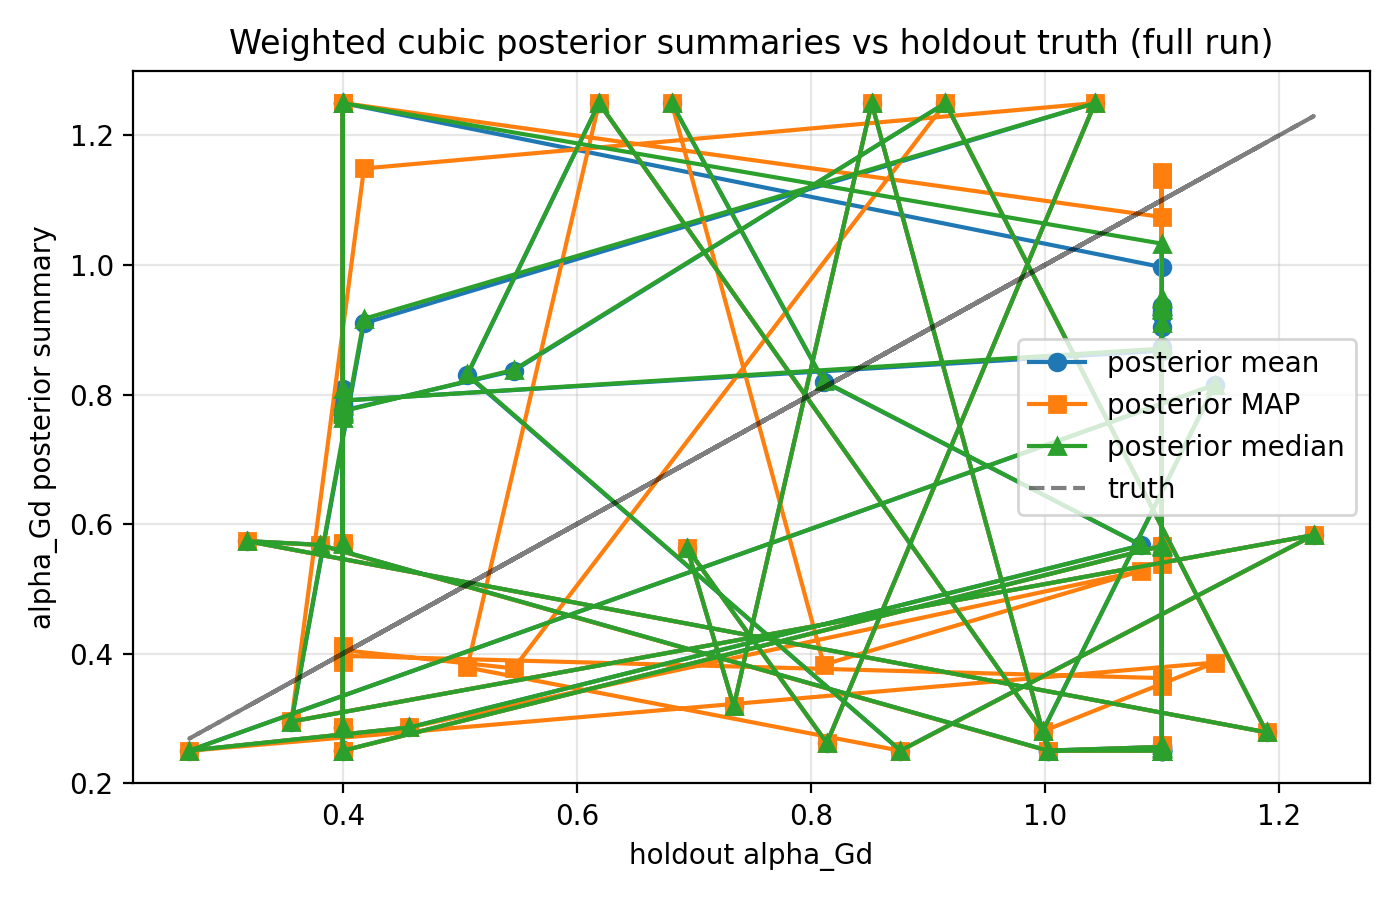 Weighted cubic posterior summaries vs holdout truth (full run)
alpha_Gd posterior summary
1.2
1.0
0.8
0.6
0.4
0.2
posterior mean
posterior MAP
posterior median
truth
0.4 0.6 0.8 1.0 1.2
holdout alpha_Gd